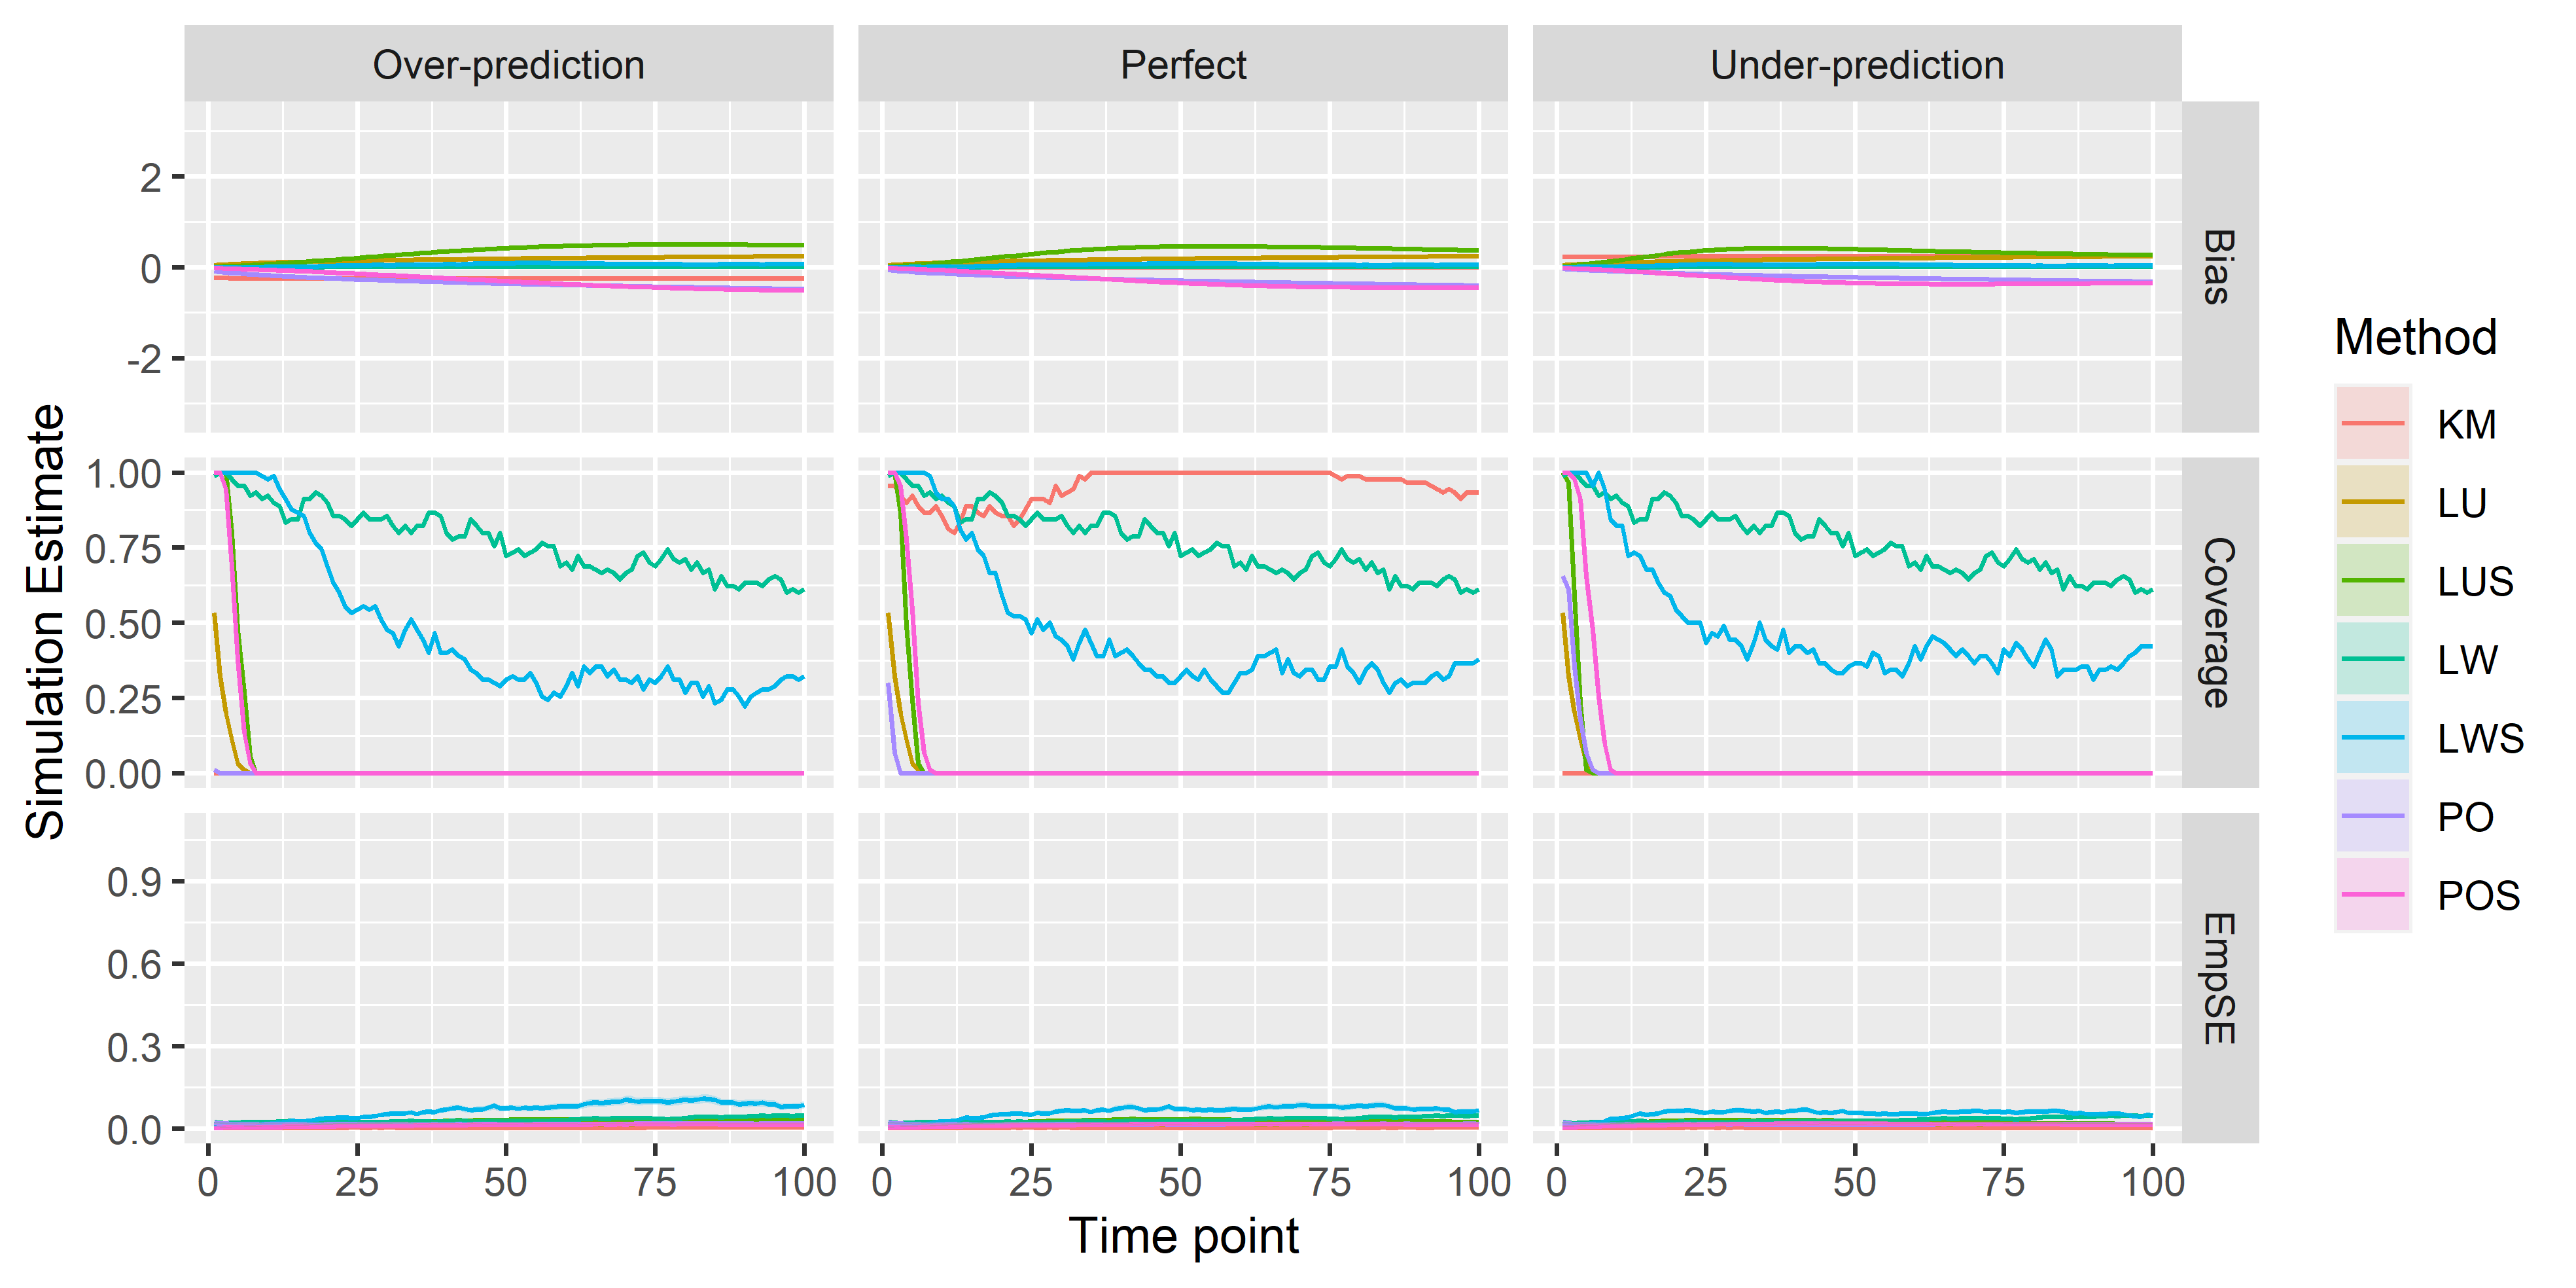 Over-prediction
Perfect
Under-prediction
2
0
-2
Bias
1.00
0.75
0.50
0.25
0.00
Coverage
0.9
0.6
0.3
0.0
EmpSE
0 25 50 75 100
0 25 50 75 100
0 25 50 75 100
Time point
Simulation Estimate
Method
KM
LU
LUS
LW
LWS
PO
POS